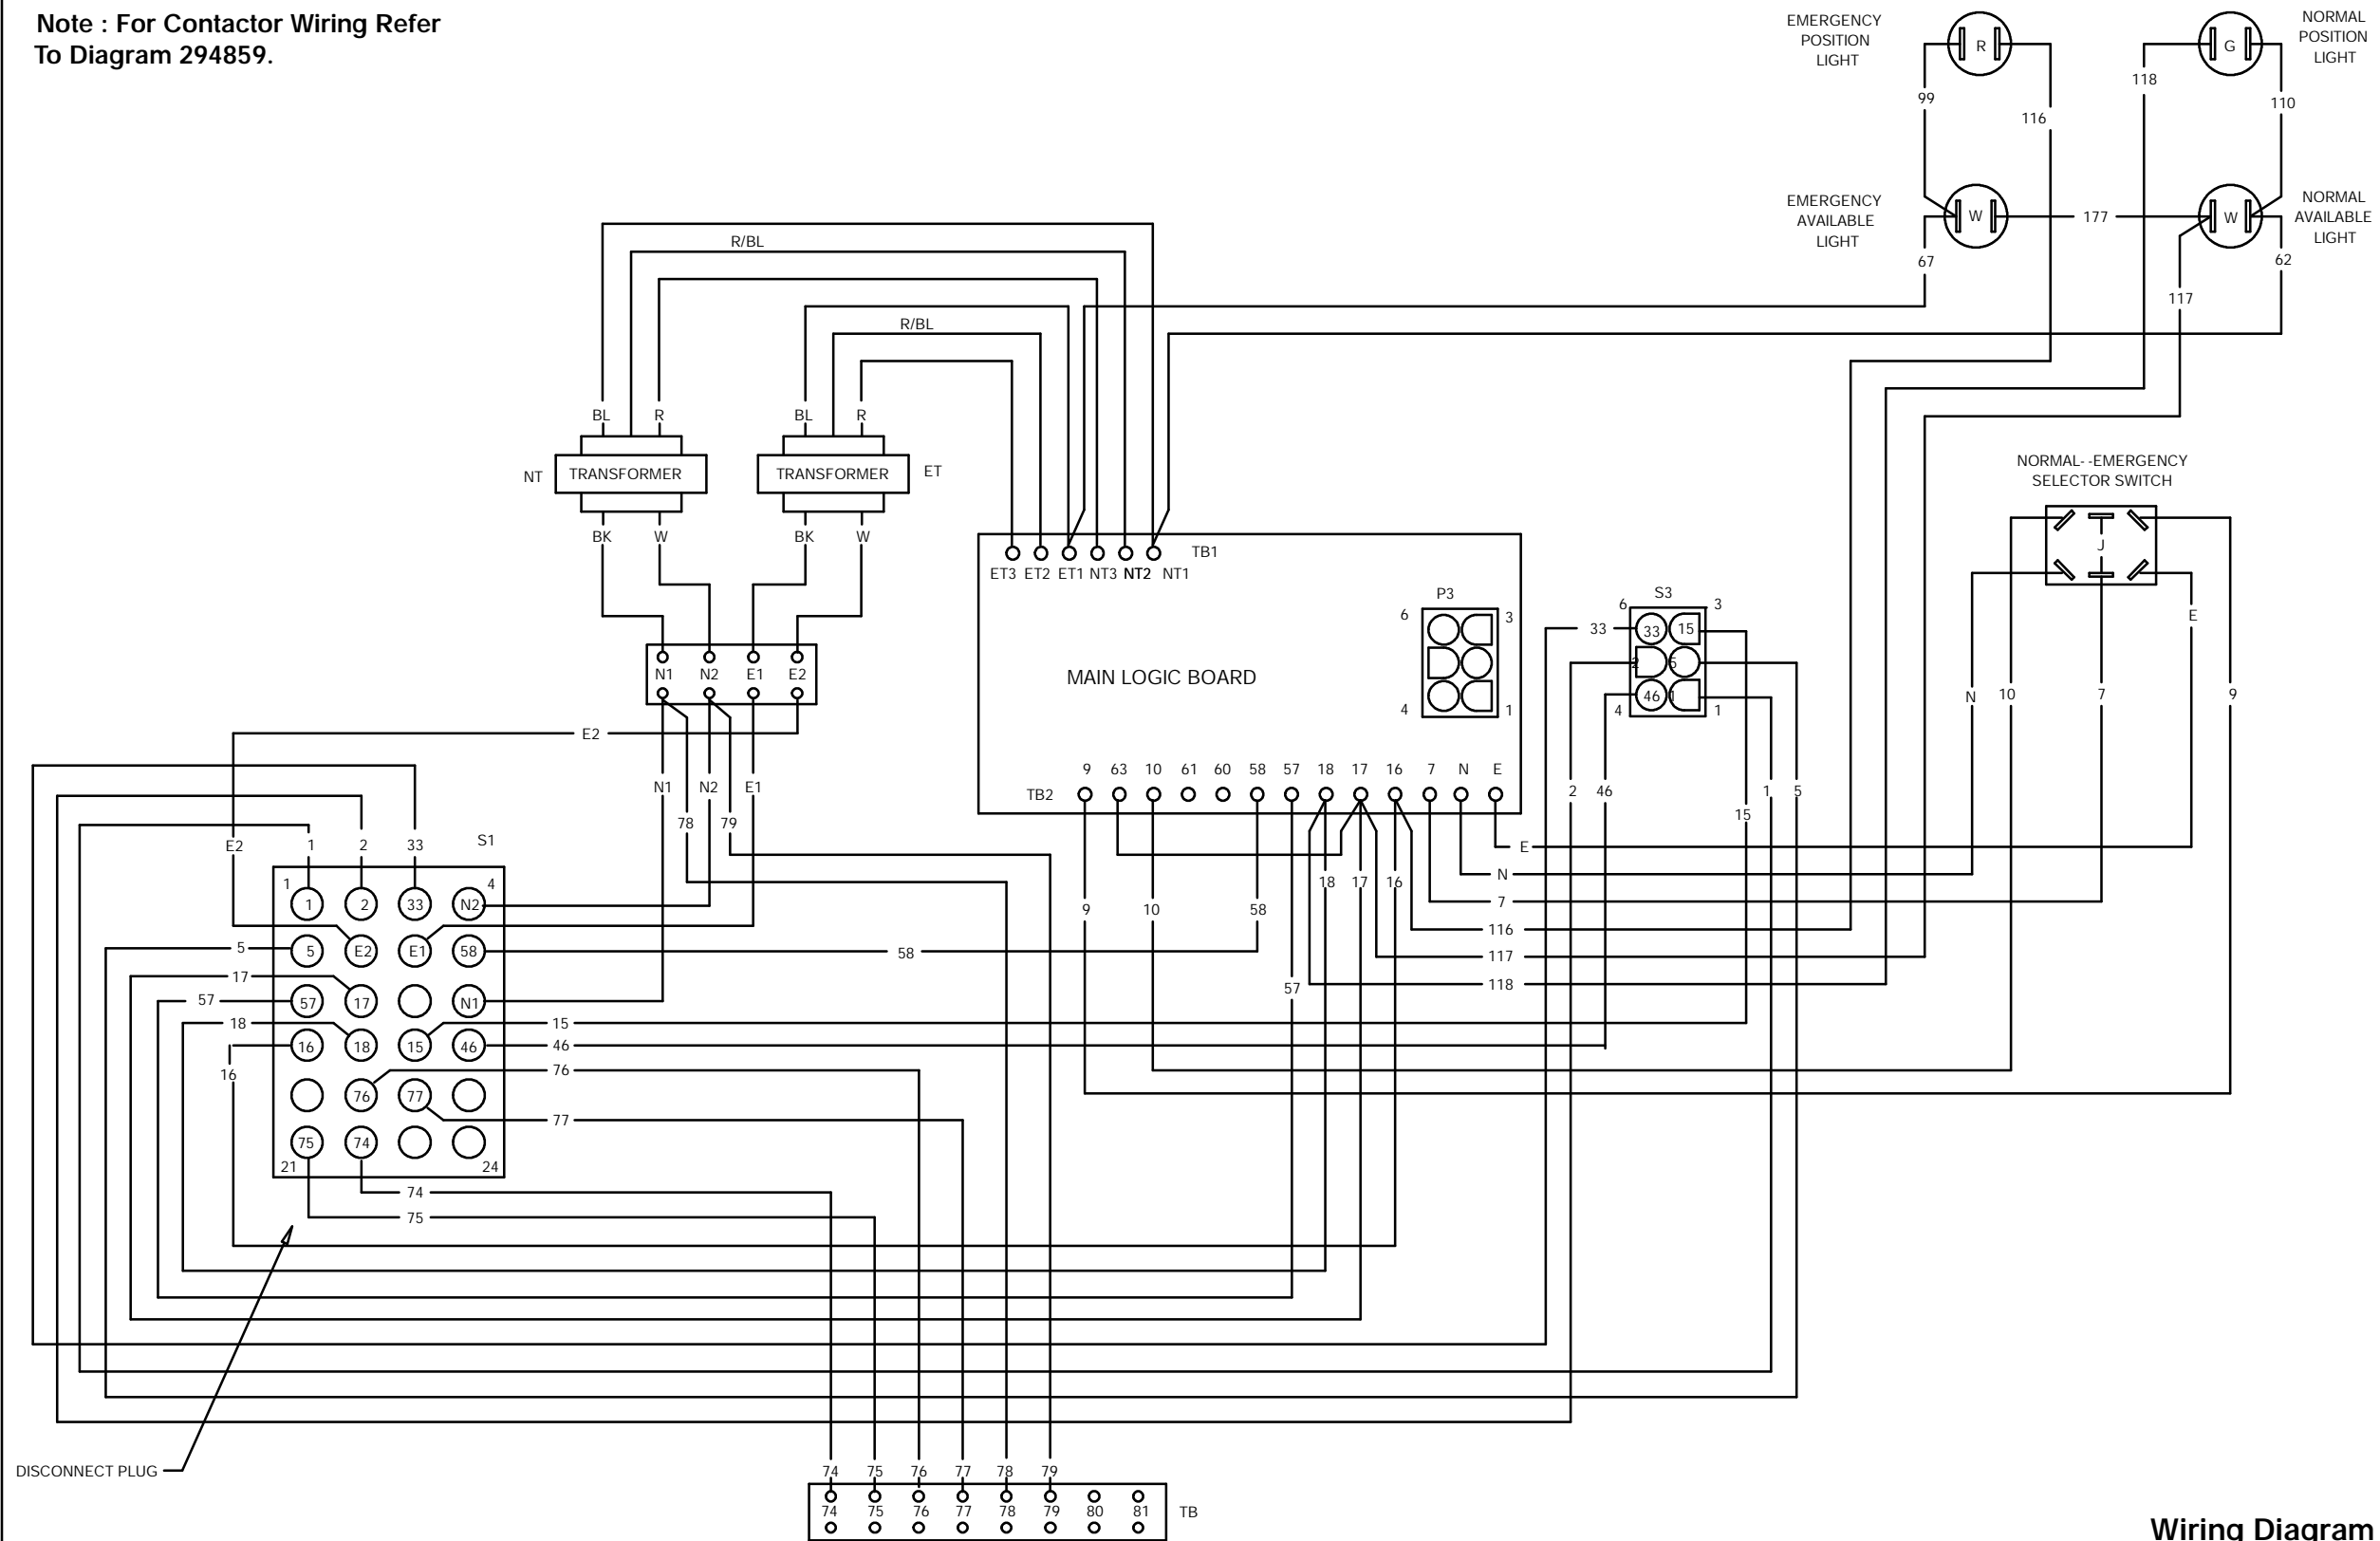 Note : For Contactor Wiring Refer
To Diagram 294859.
EMERGENCY
POSITION
LIGHT
R
G
NORMAL
POSITION
LIGHT
99
116
118
110
EMERGENCY
AVAILABLE
LIGHT
W
177
W
NORMAL
AVAILABLE
LIGHT
67
62
117
R/BL
R/BL
BL
R
BL
R
NT
TRANSFORMER
TRANSFORMER
ET
BK
W
BK
W
NORMAL- -EMERGENCY
SELECTOR SWITCH
J
E
N
10
7
9
TB1
ET3
ET2
ET1
NT3
NT2
NT1
P3
6
3
4
1
MAIN LOGIC BOARD
S3
6
3
33
33
15
2
5
46
1
4
1
N1
N2
E1
E2
E2
N1
N2
E1
78
79
TB2
9
63
10
61
60
58
57
18
17
16
7
N
E
2
46
15
1
5
E
N
7
116
117
118
9
10
58
57
18
17
16
E2
1
2
33
S1
1
4
1
2
33
N2
5
5
E2
E1
58
58
17
57
57
17
N1
18
15
16
18
15
46
46
16
76
76
77
77
75
74
21
24
74
75
DISCONNECT PLUG
74
75
76
77
78
79
74
75
76
77
78
79
80
81
TB
Wiring Diagram